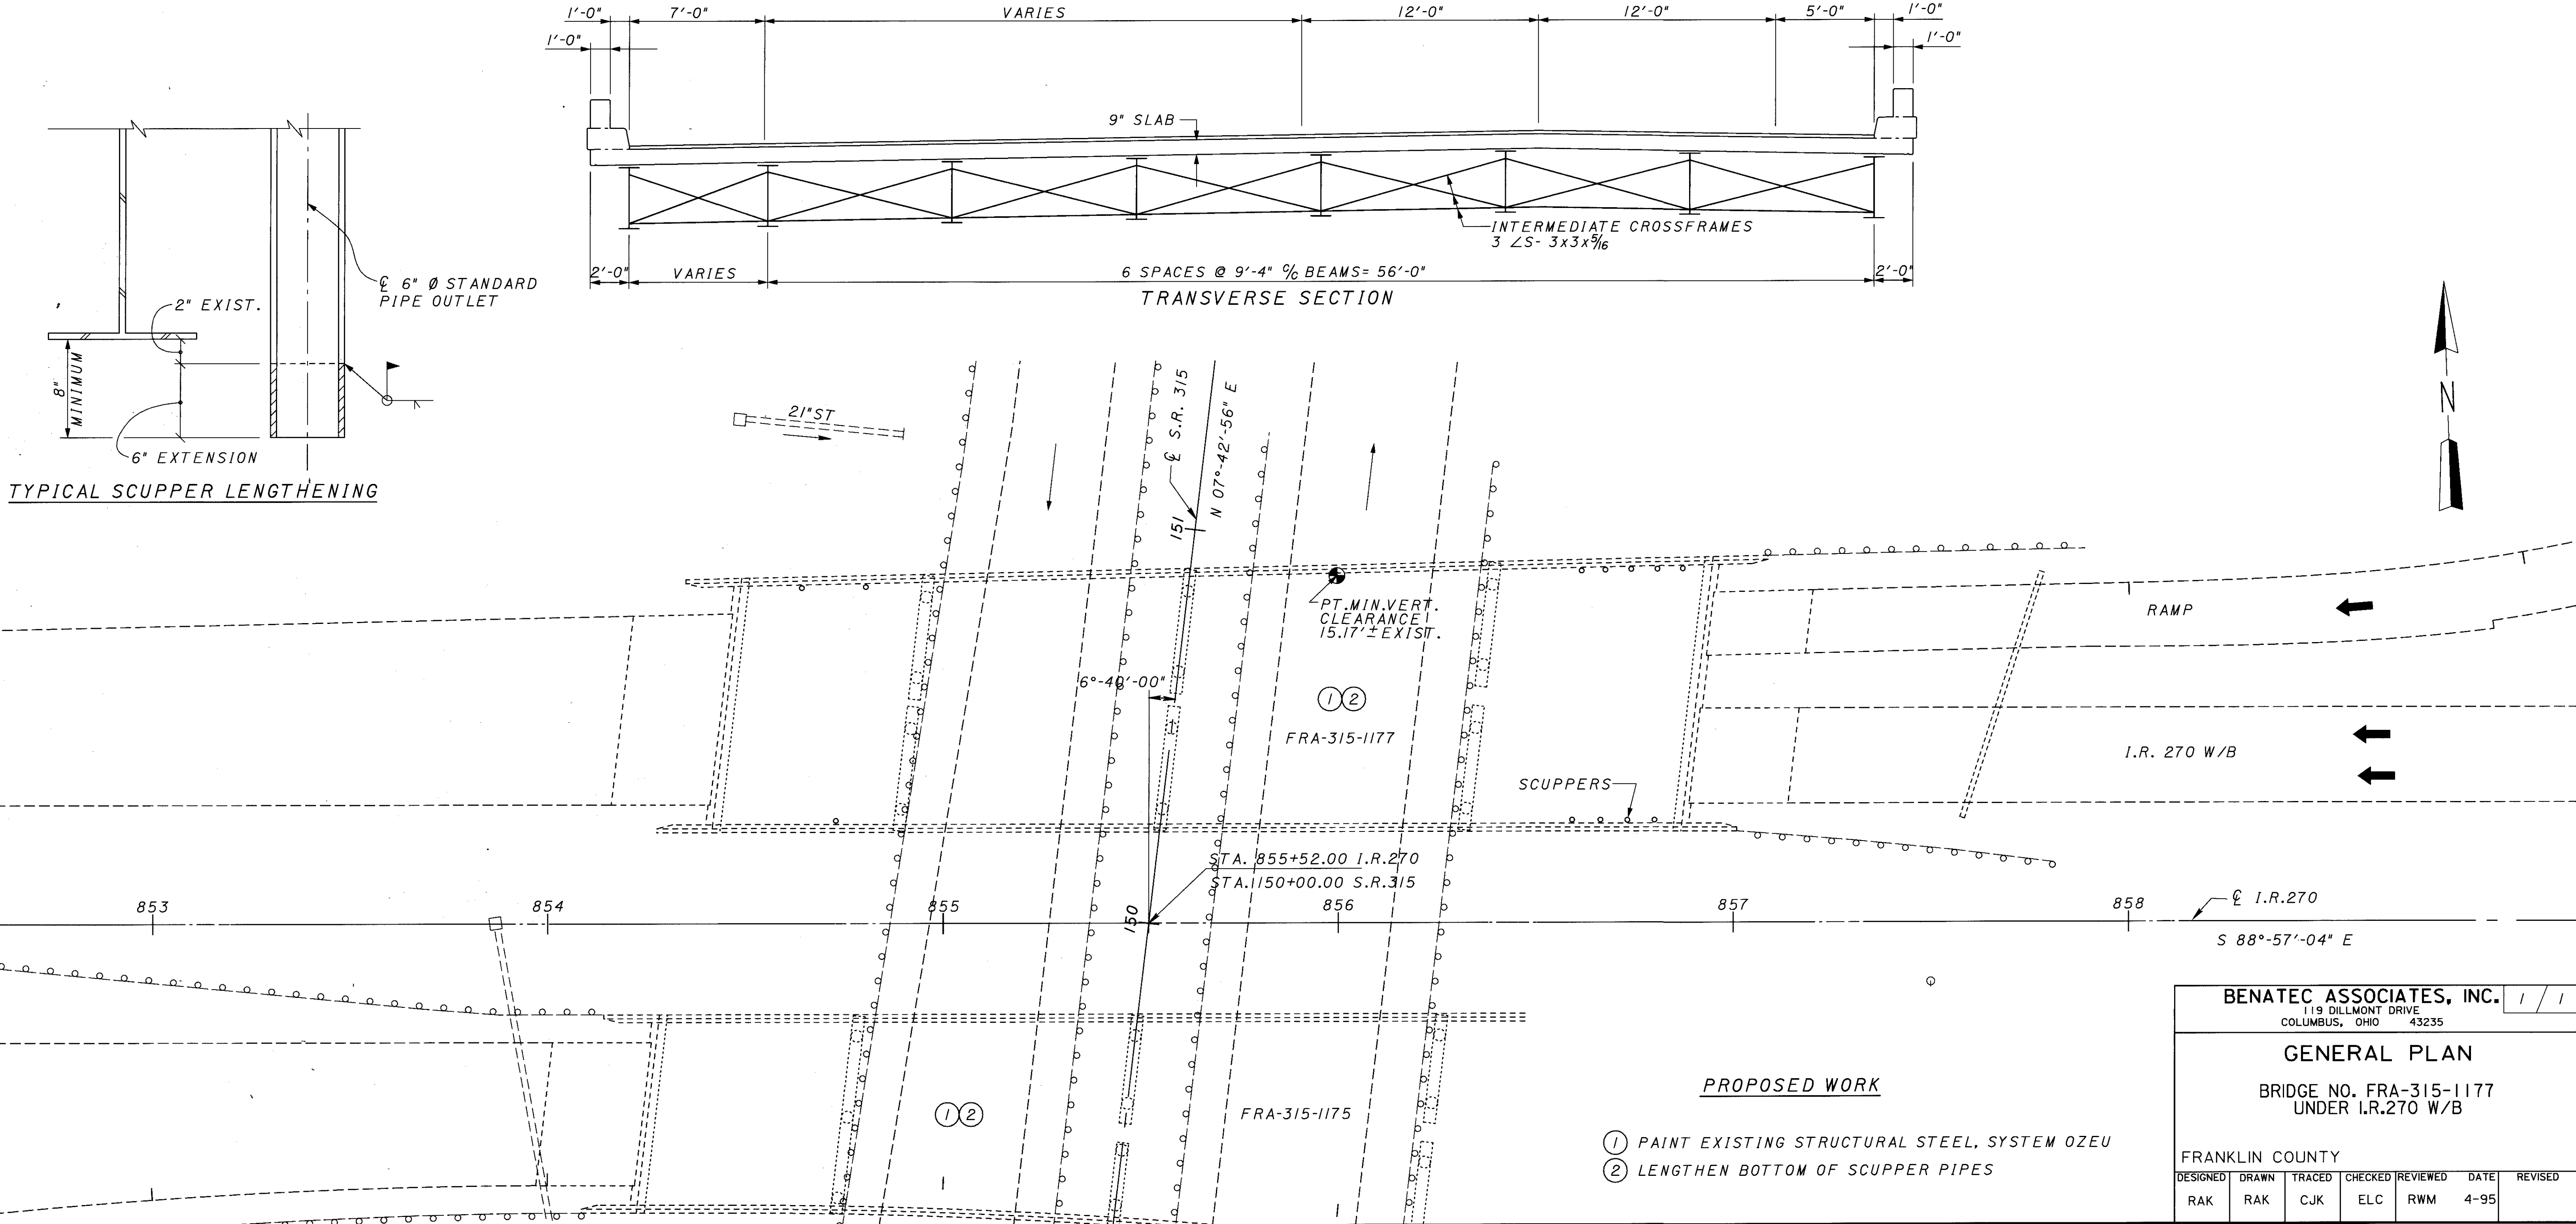 1'-0" 7'-0" VARIES 12'-0" 12'-0" 5'-0" 1'-0"
1'-0" 1'-0"
9" SLAB
INTERMEDIATE CROSSFRAMES
3 ∠S- 3x3x5/16
2'-0" VARIES 6 SPACES @ 9'-4" C/C BEAMS= 56'-0" 2'-0"
TRANSVERSE SECTION
℄ 6" Ø STANDARD
PIPE OUTLET
2" EXIST.
8"
MINIMUM
6" EXTENSION
TYPICAL SCUPPER LENGTHENING
N
21"ST
℄ S.R. 315
N 07°-42'-56" E
151
PT.MIN.VERT.
CLEARANCE
15.17'±EXIST.
RAMP
6°-40'-00"
1 2
FRA-315-1177
I.R. 270 W/B
SCUPPERS
STA. 855+52.00 I.R.270
STA.1150+00.00 S.R.315
150
853 854 855 856 857 858
℄ I.R.270
S 88°-57'-04" E
1 2
FRA-315-1175
PROPOSED WORK
1 PAINT EXISTING STRUCTURAL STEEL, SYSTEM OZEU
2 LENGTHEN BOTTOM OF SCUPPER PIPES
BENATEC ASSOCIATES, INC. 1 / 1
119 DILLMONT DRIVE
COLUMBUS, OHIO 43235
GENERAL PLAN
BRIDGE NO. FRA-315-1177
UNDER I.R.270 W/B
FRANKLIN COUNTY
DESIGNED DRAWN TRACED CHECKED REVIEWED DATE REVISED
RAK RAK CJK ELC RWM 4-95